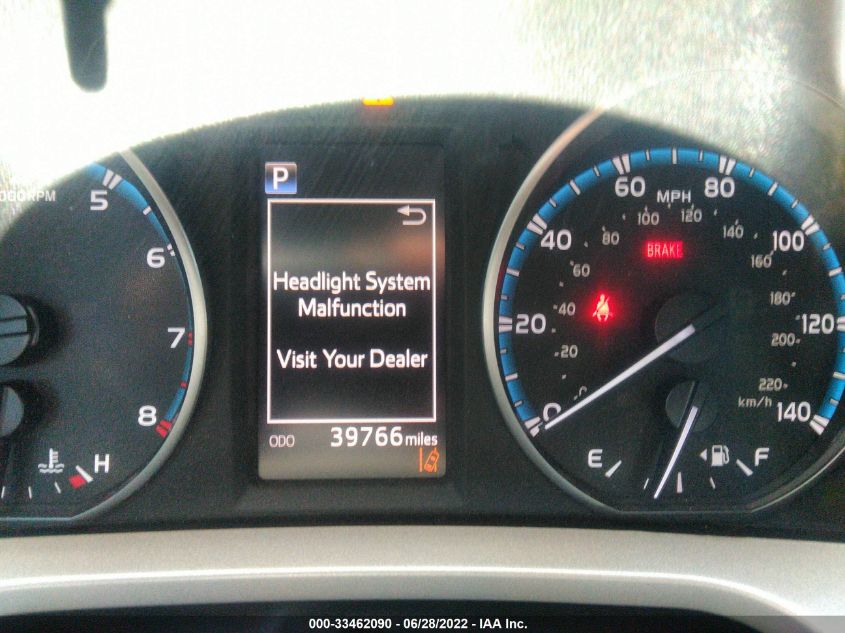 P
Headlight System
Malfunction
Visit Your Dealer
ODO 39766 miles
5
6
7
8
H
MPH
0
20
40
60
80
100
120
140
20
40
60
80
100
120
140
160
180
200
220
km/h
BRAKE
E
F
000-33462090 - 06/28/2022 - IAA Inc.